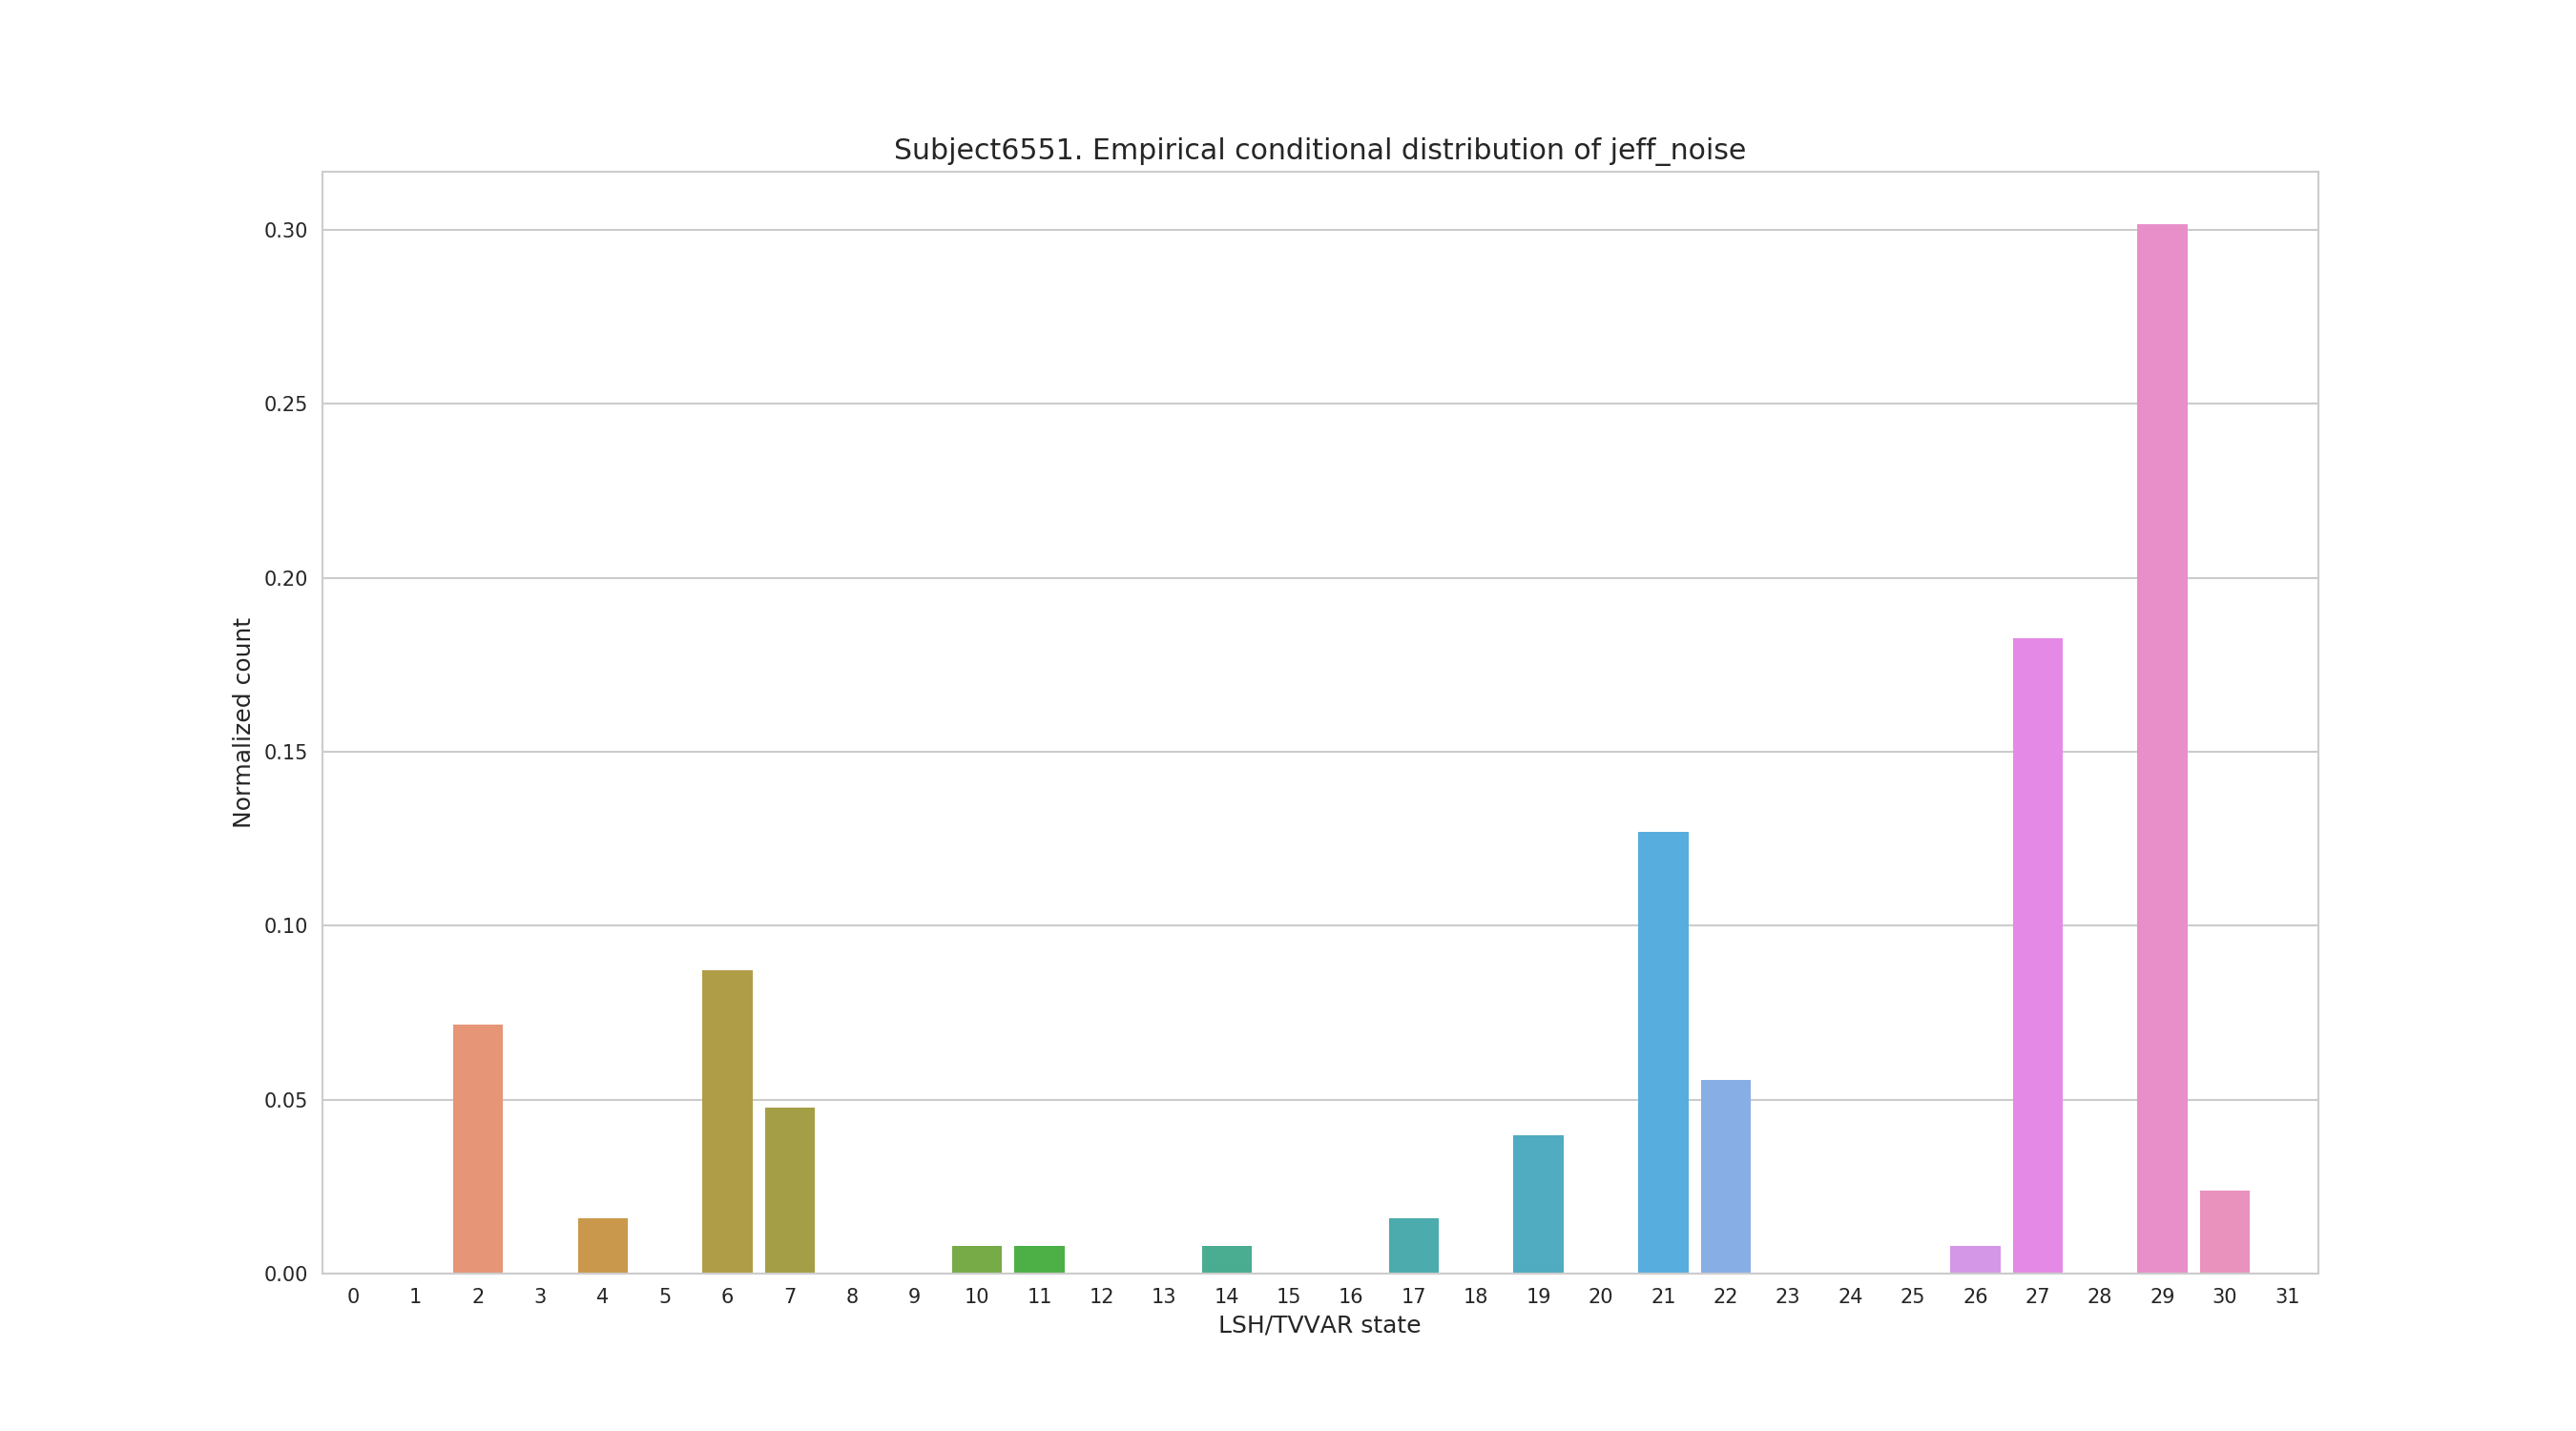 Subject6551. Empirical conditional distribution of jeff_noise
0.30
0.25
0.20
0.15
0.10
0.05
0.00
Normalized count
0 1 2 3 4 5 6 7 8 9 10 11 12 13 14 15 16 17 18 19 20 21 22 23 24 25 26 27 28 29 30 31
LSH/TVVAR state